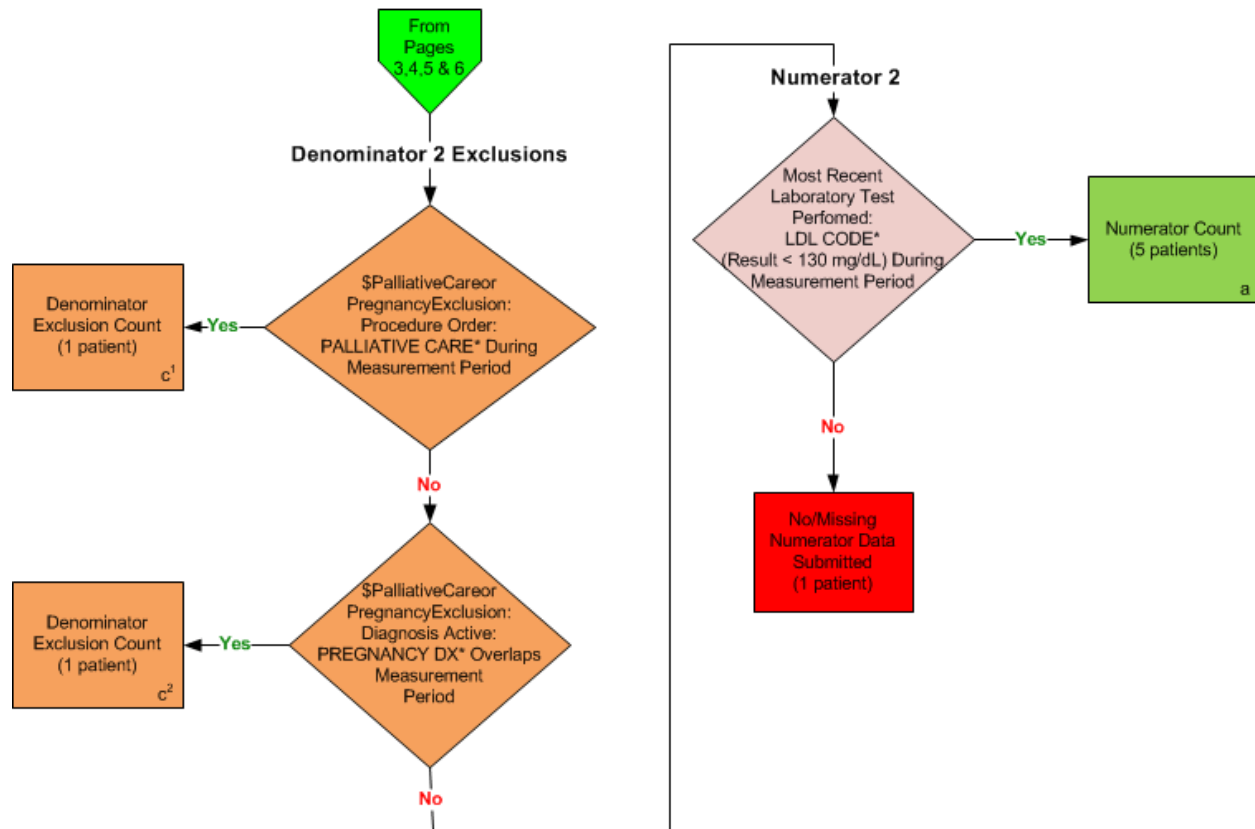 From
Pages
3,4,5 & 6
Denominator 2 Exclusions
$PalliativeCareor
PregnancyExclusion:
Procedure Order:
PALLIATIVE CARE* During
Measurement Period
Yes
Denominator
Exclusion Count
(1 patient)
c¹
No
$PalliativeCareor
PregnancyExclusion:
Diagnosis Active:
PREGNANCY DX* Overlaps
Measurement
Period
Yes
Denominator
Exclusion Count
(1 patient)
c²
No
Numerator 2
Most Recent
Laboratory Test
Perfomed:
LDL CODE*
(Result < 130 mg/dL) During
Measurement Period
Yes
Numerator Count
(5 patients)
a
No
No/Missing
Numerator Data
Submitted
(1 patient)